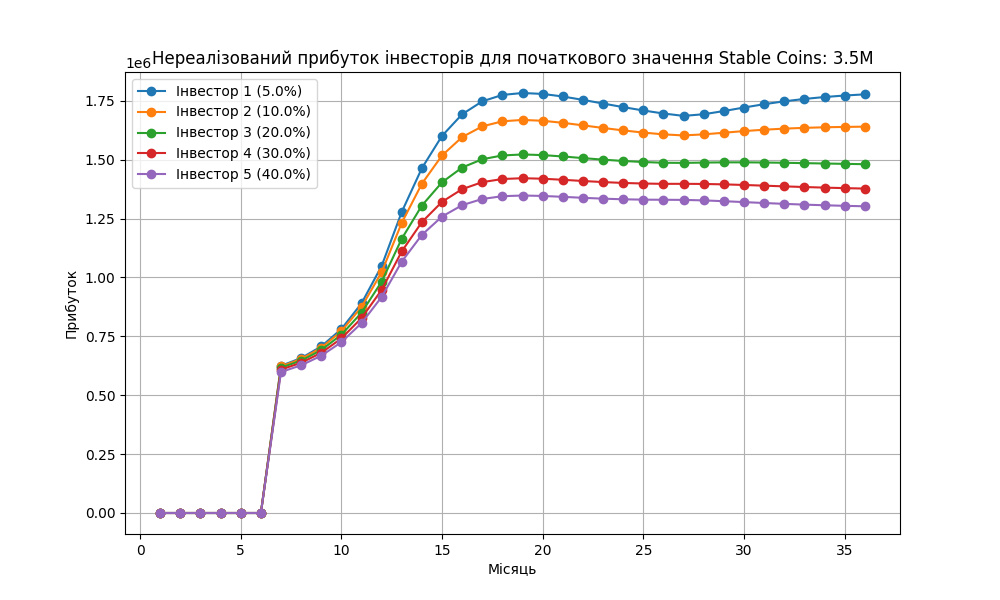 Нереалізований прибуток інвесторів для початкового значення Stable Coins: 3.5M
1e6
Інвестор 1 (5.0%)
Інвестор 2 (10.0%)
Інвестор 3 (20.0%)
Інвестор 4 (30.0%)
Інвестор 5 (40.0%)
1.75
1.50
1.25
1.00
0.75
0.50
0.25
0.00
Прибуток
0 5 10 15 20 25 30 35
Місяць